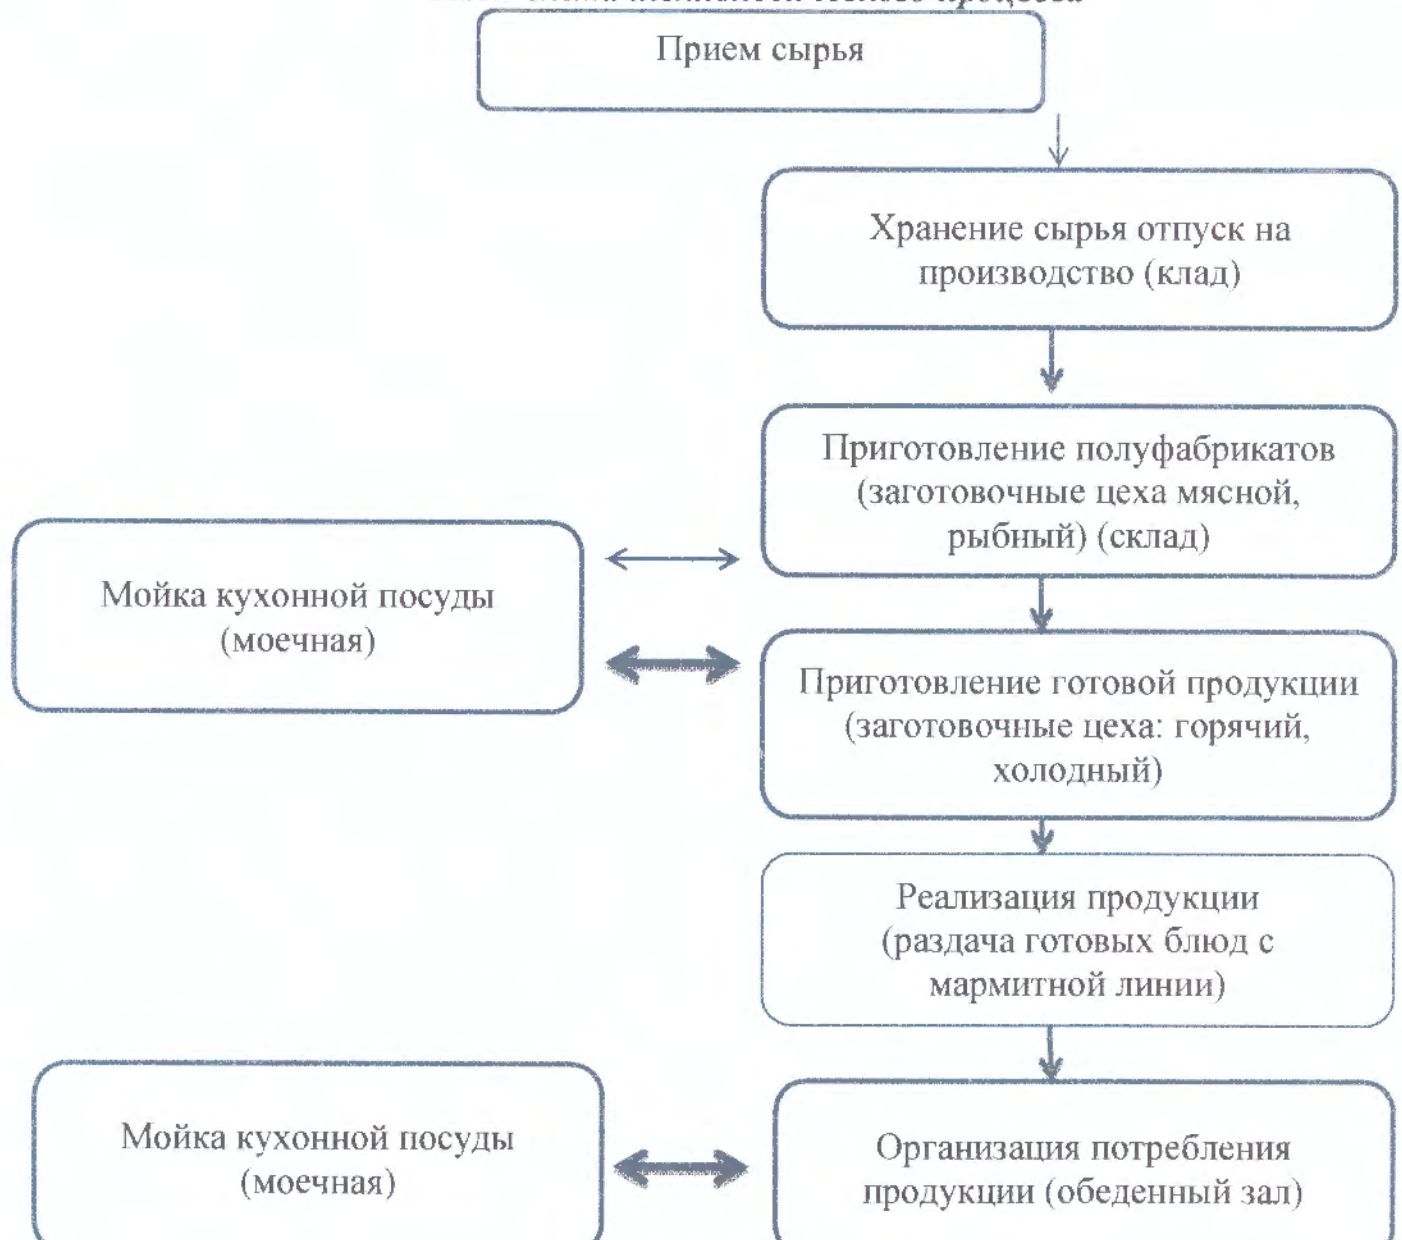 Прием сырья
Хранение сырья отпуск на
производство (клад)
Приготовление полуфабрикатов
(заготовочные цеха мясной,
рыбный) (склад)
Мойка кухонной посуды
(моечная)
Приготовление готовой продукции
(заготовочные цеха: горячий,
холодный)
Реализация продукции
(раздача готовых блюд с
мармитной линии)
Мойка кухонной посуды
(моечная)
Организация потребления
продукции (обеденный зал)